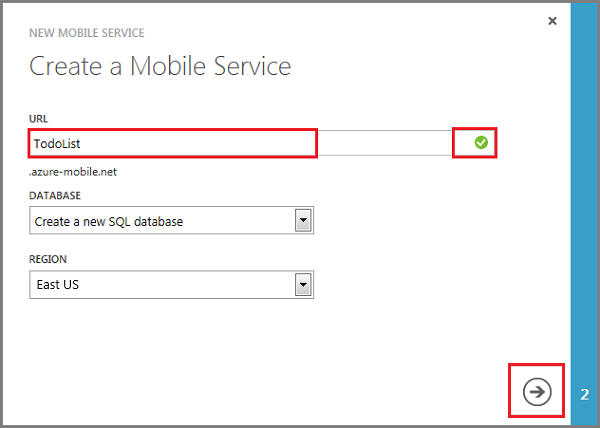 NEW MOBILE SERVICE
Create a Mobile Service
URL
TodoList
.azure-mobile.net
DATABASE
Create a new SQL database
REGION
East US
2